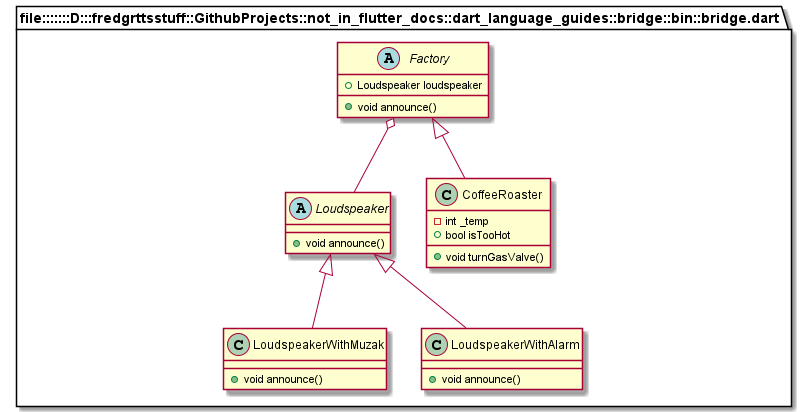 file:::::::D:::fredgrttsstuff::GithubProjects::not_in_flutter_docs::dart_language_guides::bridge::bin::bridge.dart
A Factory
Loudspeaker loudspeaker
void announce()
A Loudspeaker
void announce()
C CoffeeRoaster
int _temp
bool isTooHot
void turnGasValve()
C LoudspeakerWithMuzak
void announce()
C LoudspeakerWithAlarm
void announce()